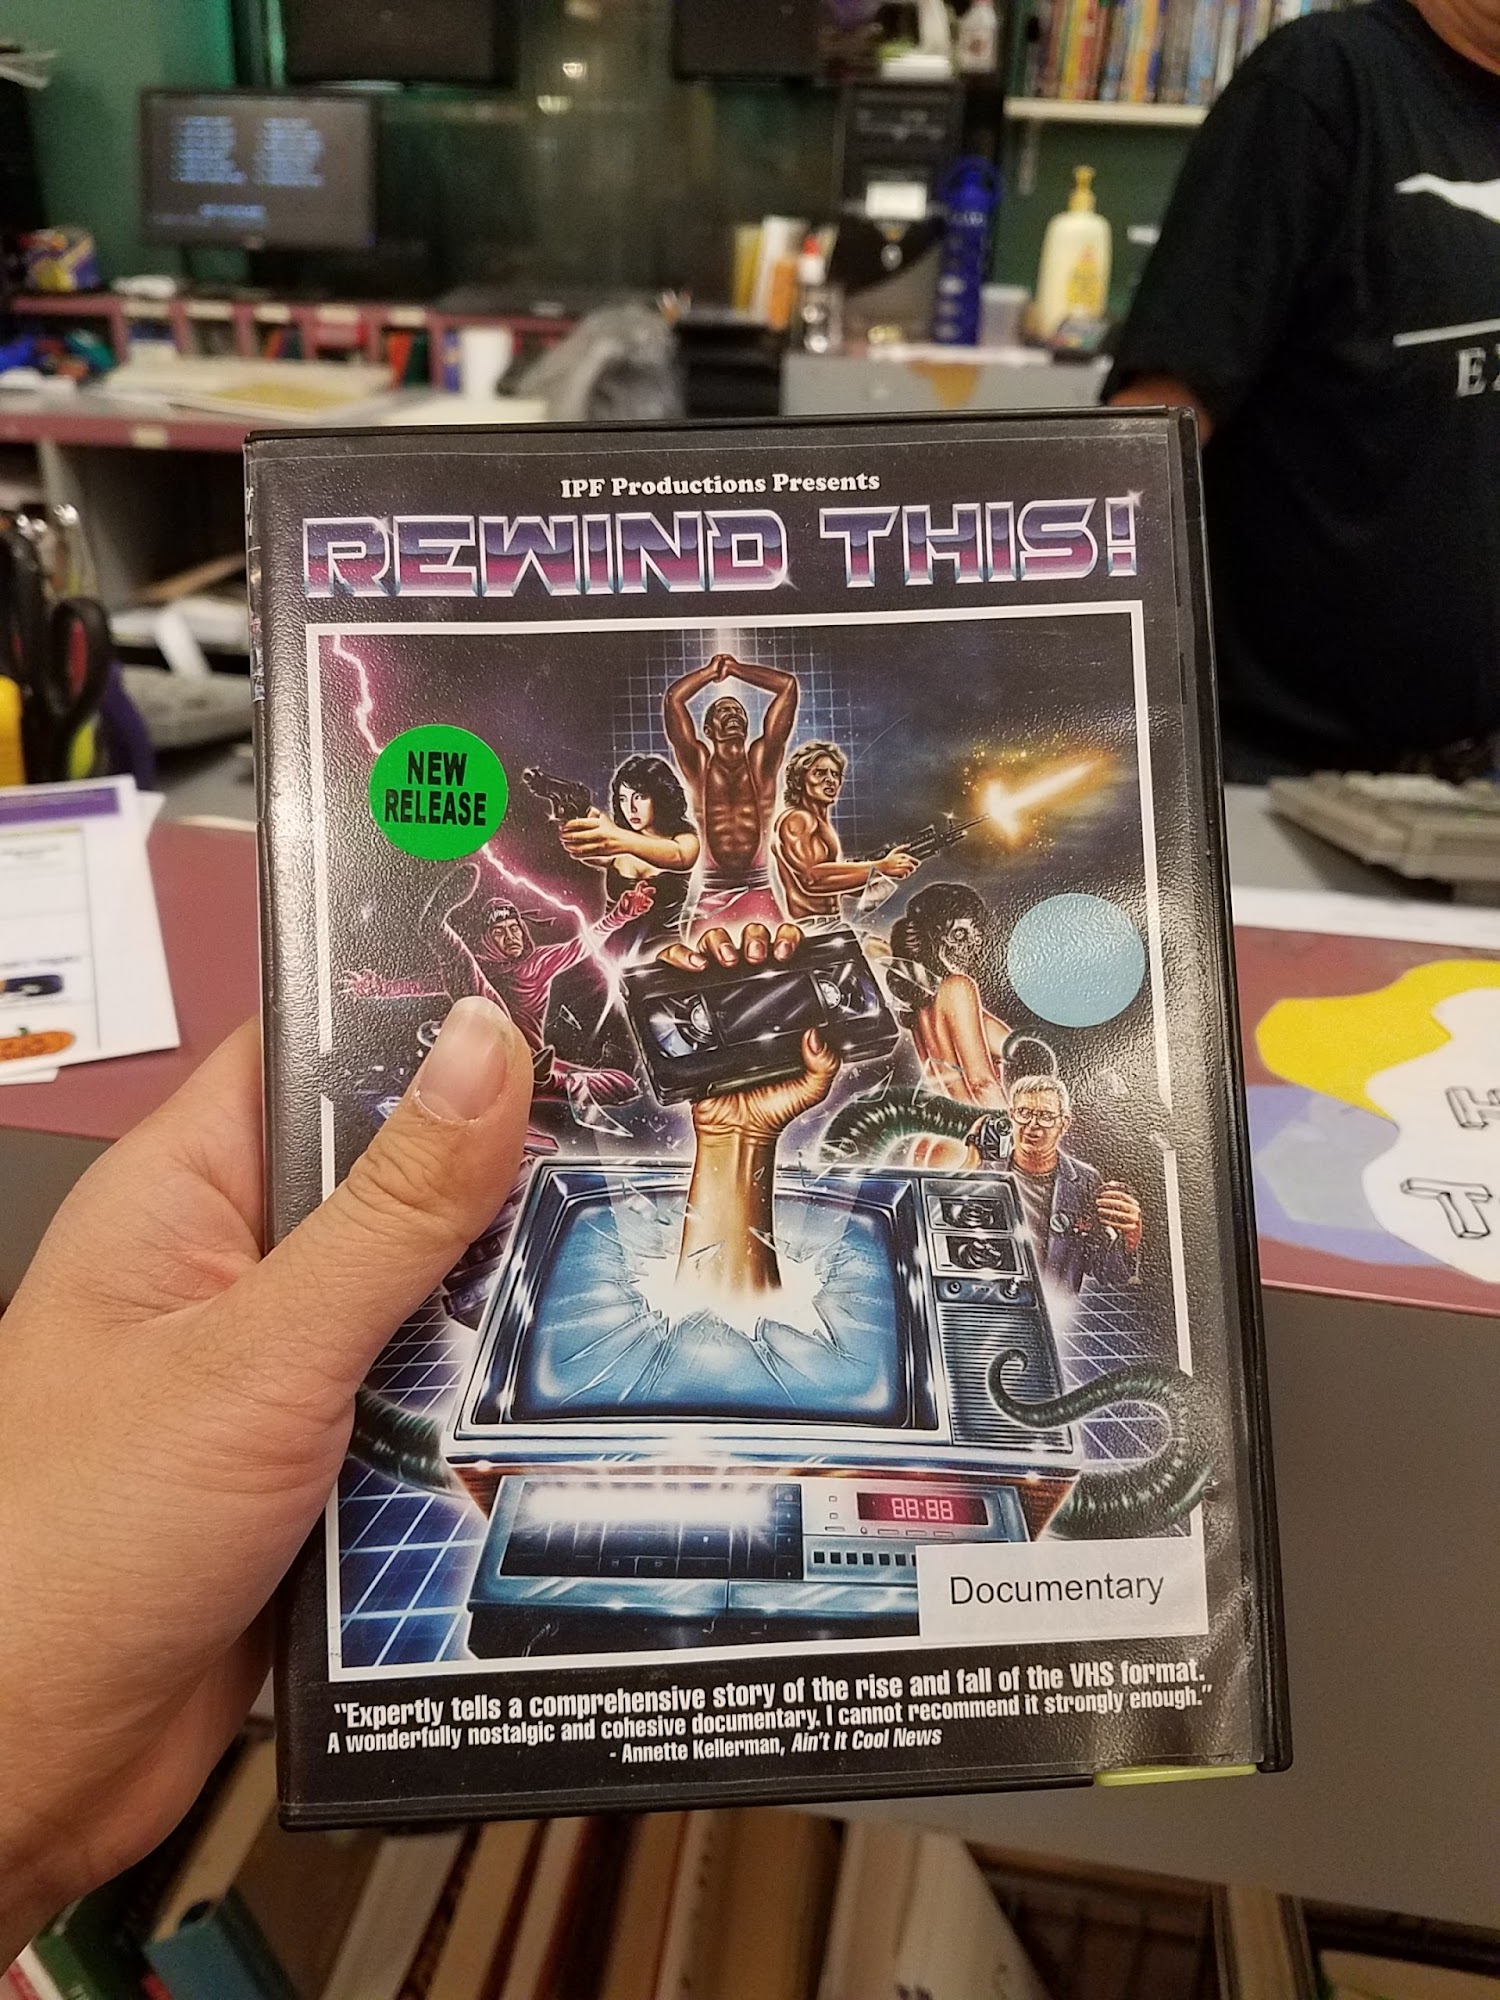 IPF Productions Presents
REWIND THIS!
NEW
RELEASE
88:88
Documentary
"Expertly tells a comprehensive story of the rise and fall of the VHS format.
A wonderfully nostalgic and cohesive documentary. I cannot recommend it strongly enough."
- Annette Kellerman, Ain't It Cool News
H
T